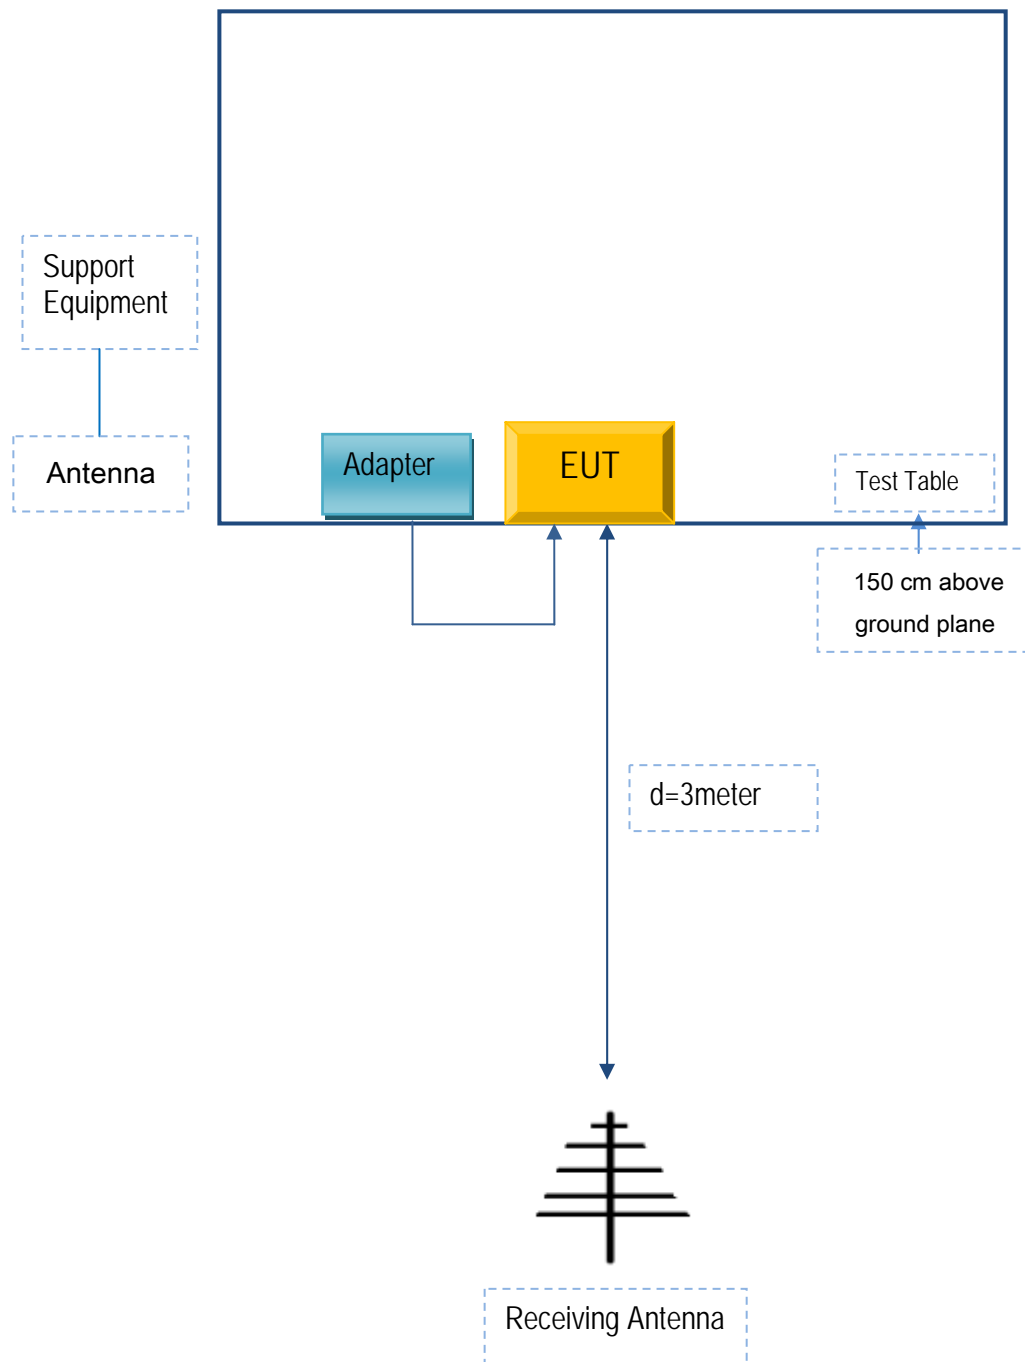 Support
Equipment
Antenna
Adapter
EUT
Test Table
150 cm above
ground plane
d=3meter
Receiving Antenna